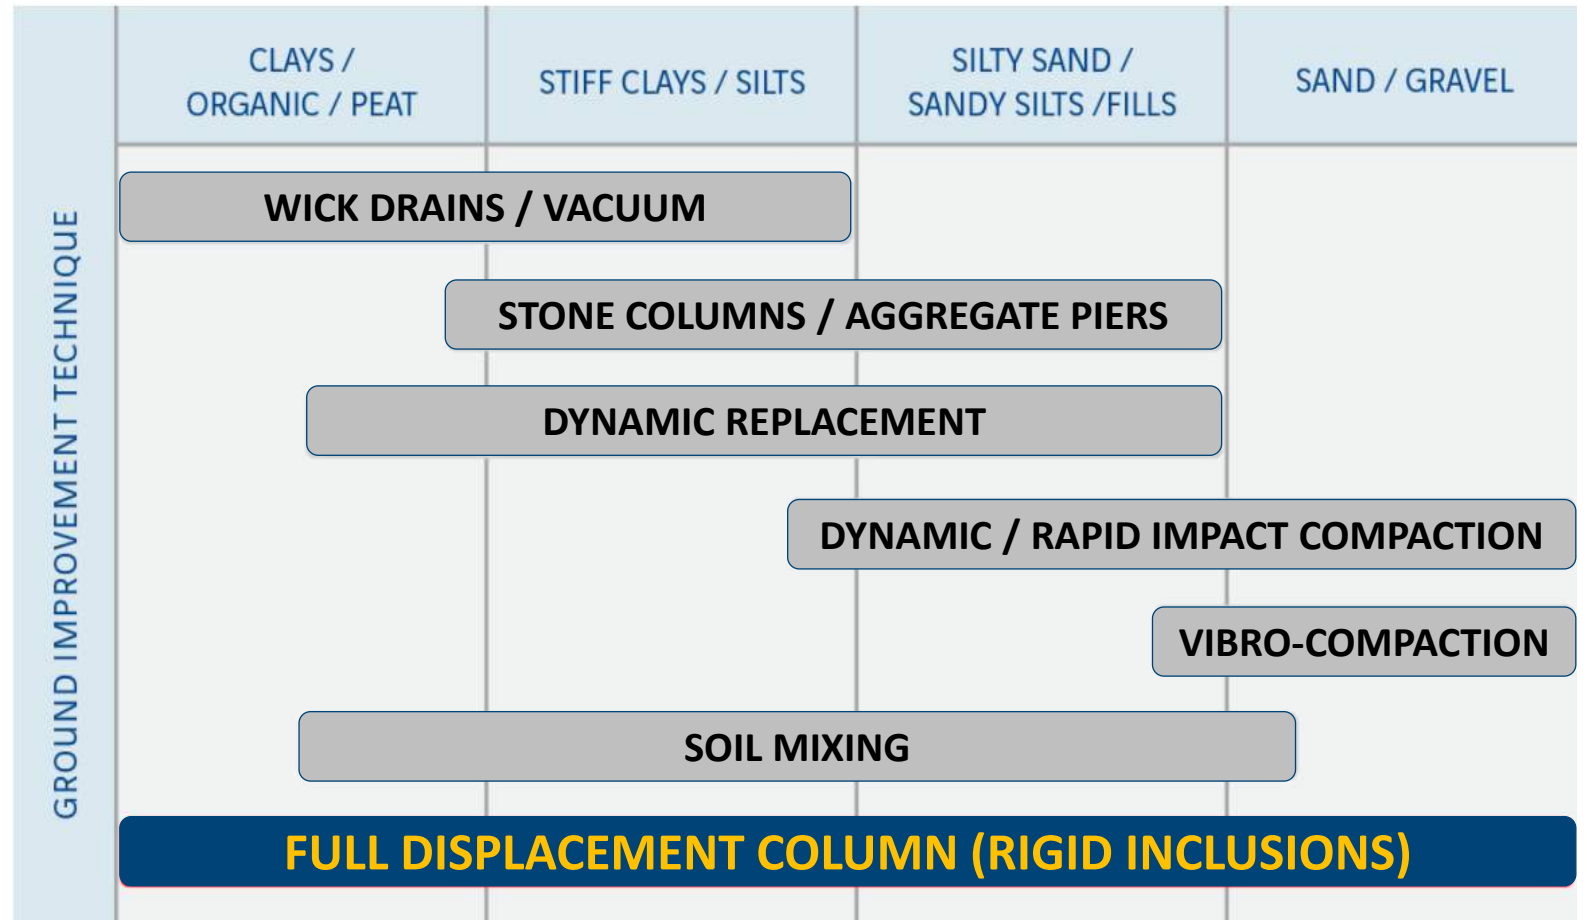 CLAYS /
ORGANIC / PEAT
STIFF CLAYS / SILTS
SILTY SAND /
SANDY SILTS /FILLS
SAND / GRAVEL
GROUND IMPROVEMENT TECHNIQUE
WICK DRAINS / VACUUM
STONE COLUMNS / AGGREGATE PIERS
DYNAMIC REPLACEMENT
DYNAMIC / RAPID IMPACT COMPACTION
VIBRO-COMPACTION
SOIL MIXING
FULL DISPLACEMENT COLUMN (RIGID INCLUSIONS)